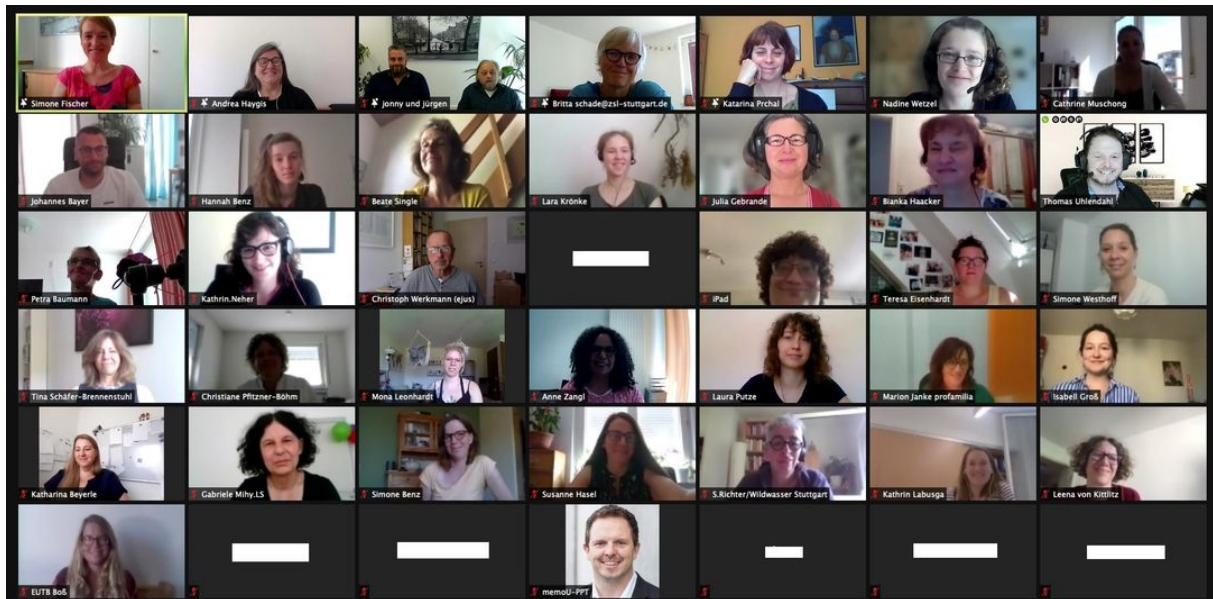 Simone Fischer
Andrea Haygis
jonny und jürgen
Britta schade@zsl-stuttgart.de
Katarina Prchal
Nadine Wetzel
Cathrine Muschong
Johannes Bayer
Hannah Benz
Beate Single
Lara Krönke
Julia Gebrande
Bianka Haacker
Thomas Uhlendahl
Petra Baumann
Kathrin.Neher
Christoph Werkmann (ejus)
iPad
Teresa Eisenhardt
Simone Westhoff
Tina Schäfer-Brennenstuhl
Christiane Pfitzner-Böhm
Mona Leonhardt
Anne Zangl
Laura Putze
Marion Janke profamilia
Isabell Groß
Katharina Beyerle
Gabriele Mihy.LS
Simone Benz
Susanne Hasel
S.Richter/Wildwasser Stuttgart
Kathrin Labusga
Leena von Kittlitz
EUTB Boß
memoU-PPT